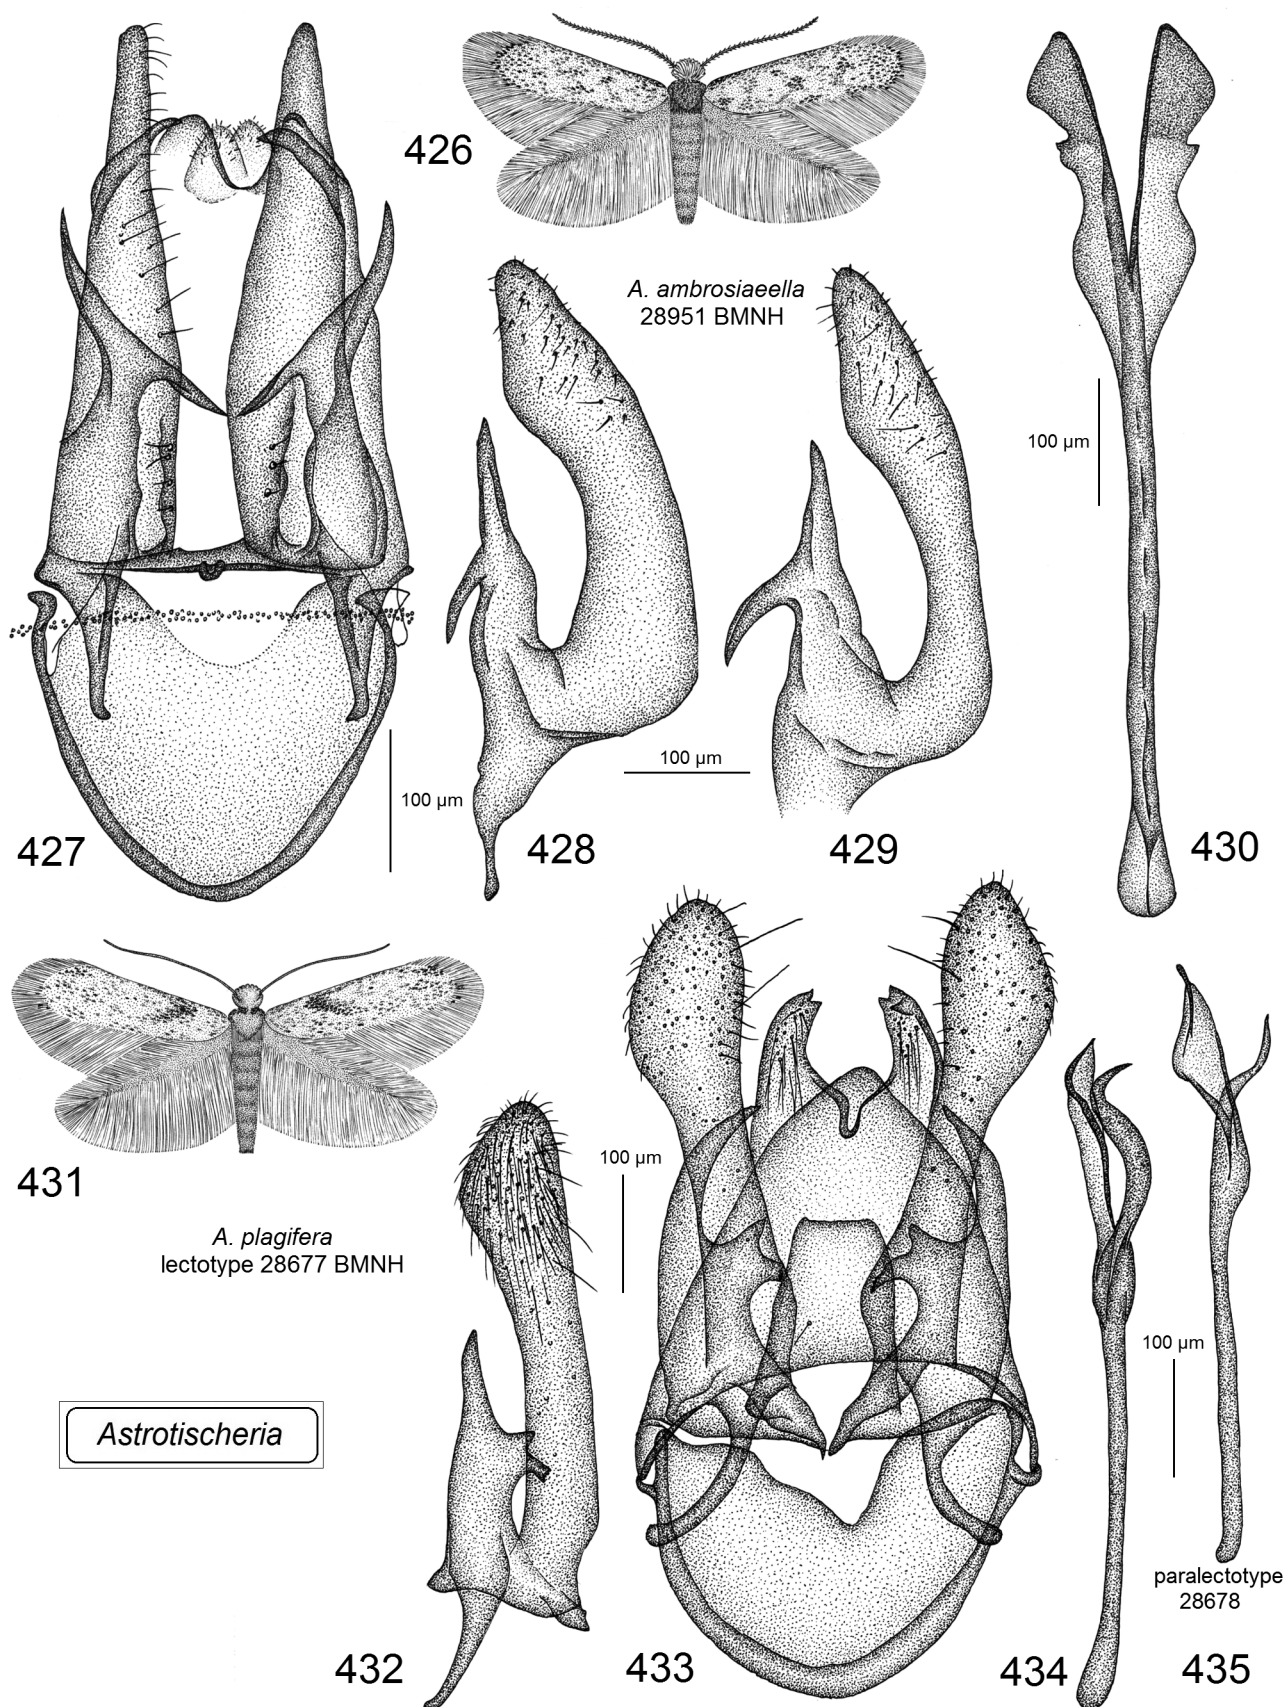 426
A. ambrosiaeella
28951 BMNH
100 µm
100 µm
100 µm
427
428
429
430
431
A. plagifera
lectotype 28677 BMNH
100 µm
100 µm
Astrotischeria
paralectotype
28678
432
433
434
435